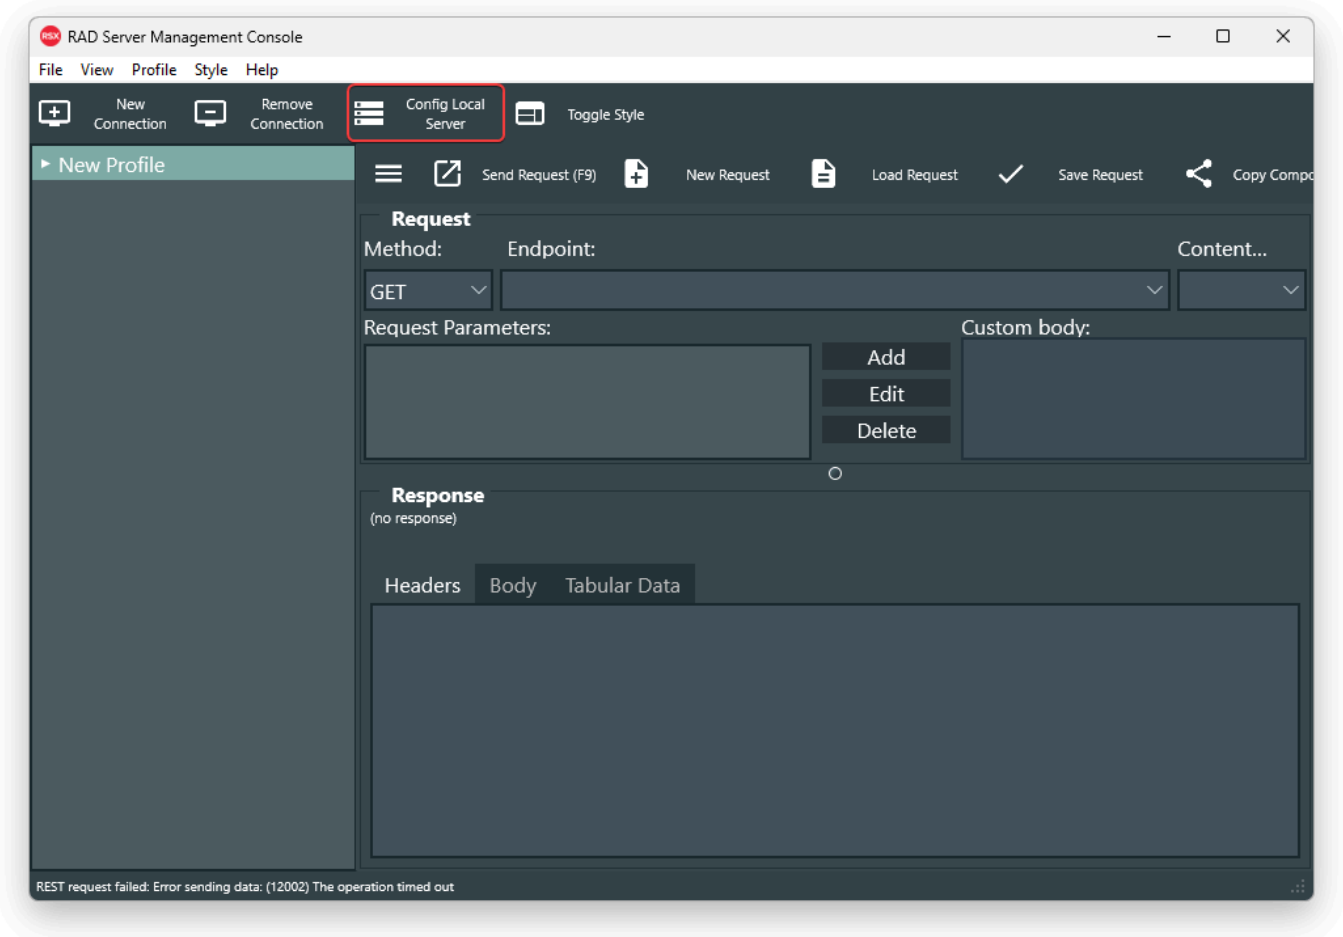 RSX RAD Server Management Console
File View Profile Style Help
New Connection
Remove Connection
Config Local Server
Toggle Style
New Profile
Send Request (F9)
New Request
Load Request
Save Request
Copy Compo
Request
Method:
Endpoint:
Content...
GET
Request Parameters:
Custom body:
Add
Edit
Delete
Response
(no response)
Headers Body Tabular Data
REST request failed: Error sending data: (12002) The operation timed out